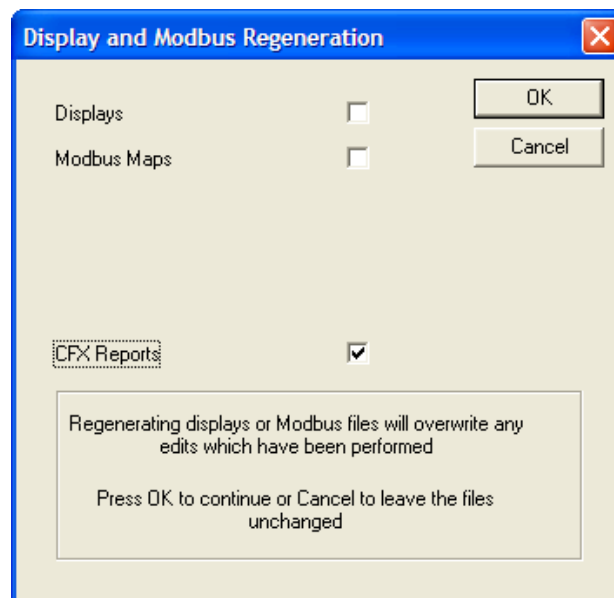 Display and Modbus Regeneration
Displays
OK
Modbus Maps
Cancel
CFX Reports
Regenerating displays or Modbus files will overwrite any
edits which have been performed
Press OK to continue or Cancel to leave the files
unchanged